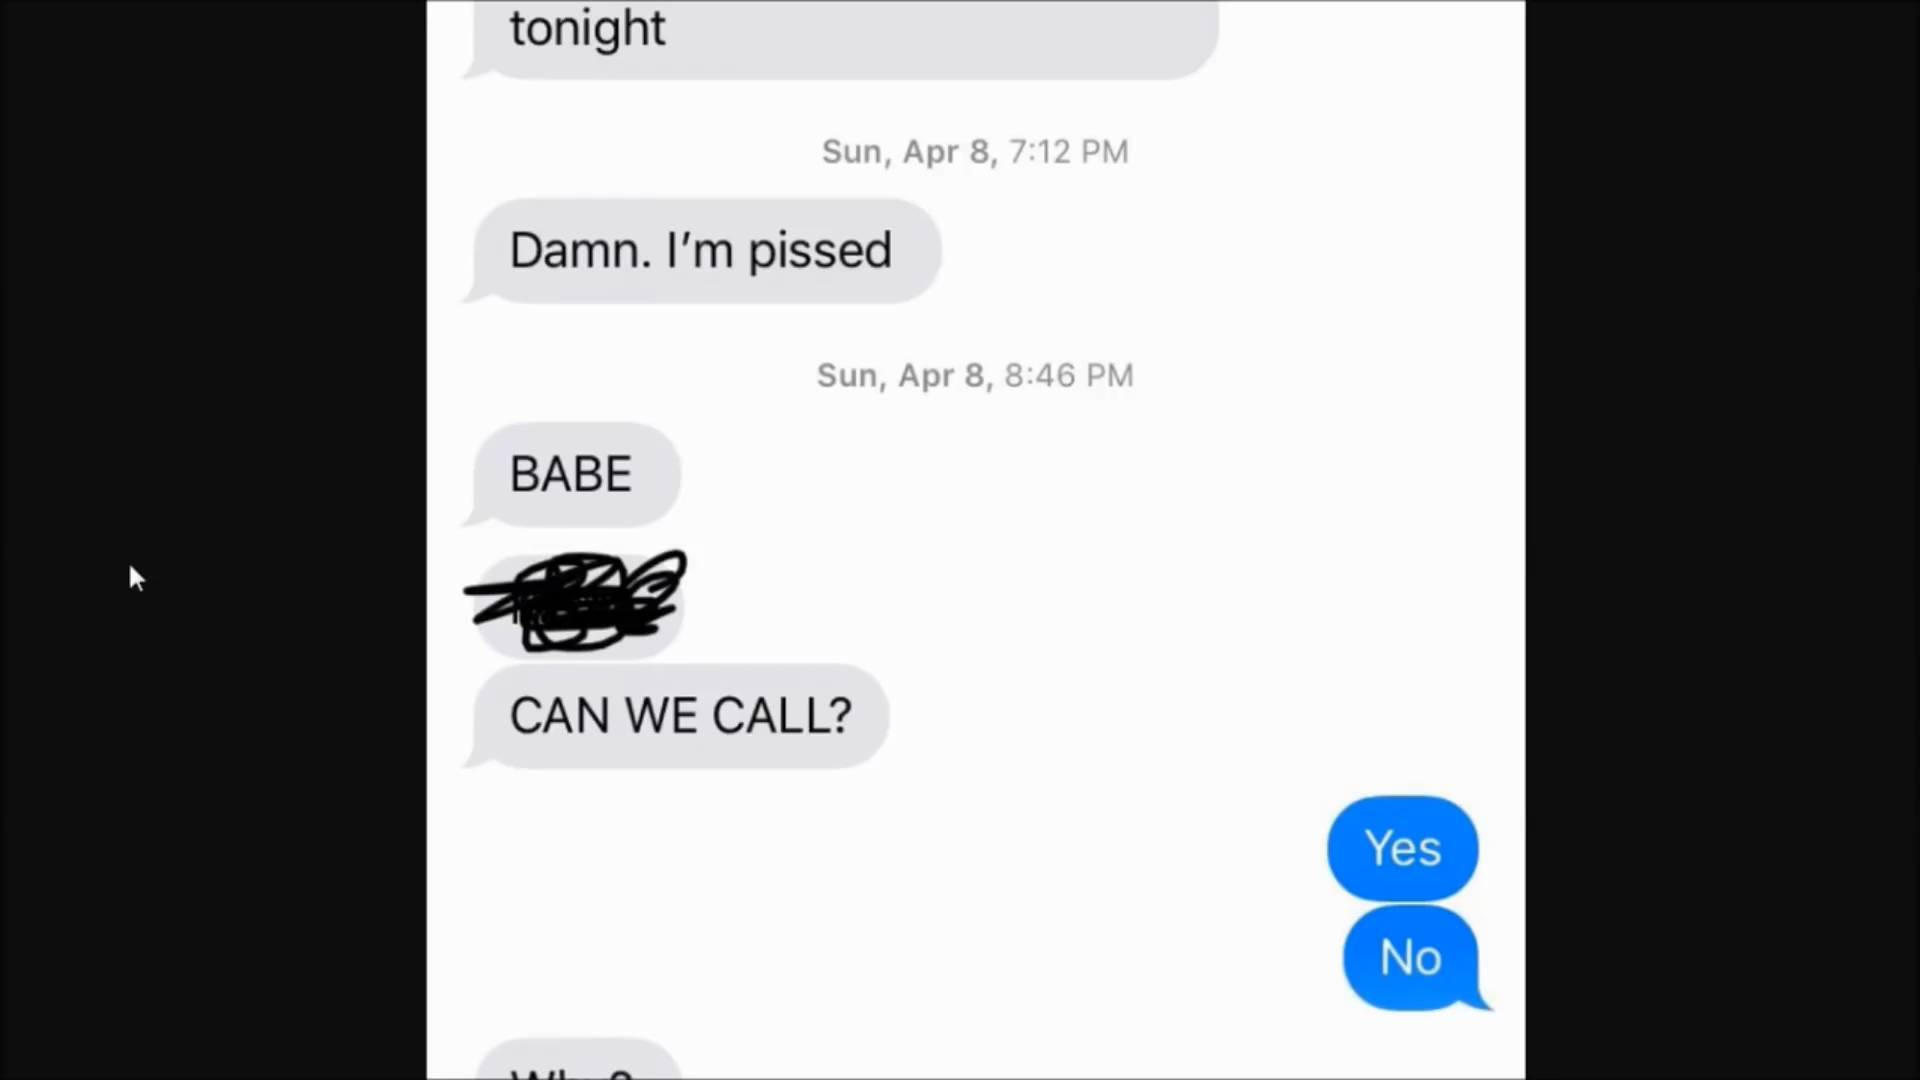 tonight
Sun, Apr 8, 7:12 PM
Damn. I’m pissed
Sun, Apr 8, 8:46 PM
BABE
CAN WE CALL?
Yes
No
Why?